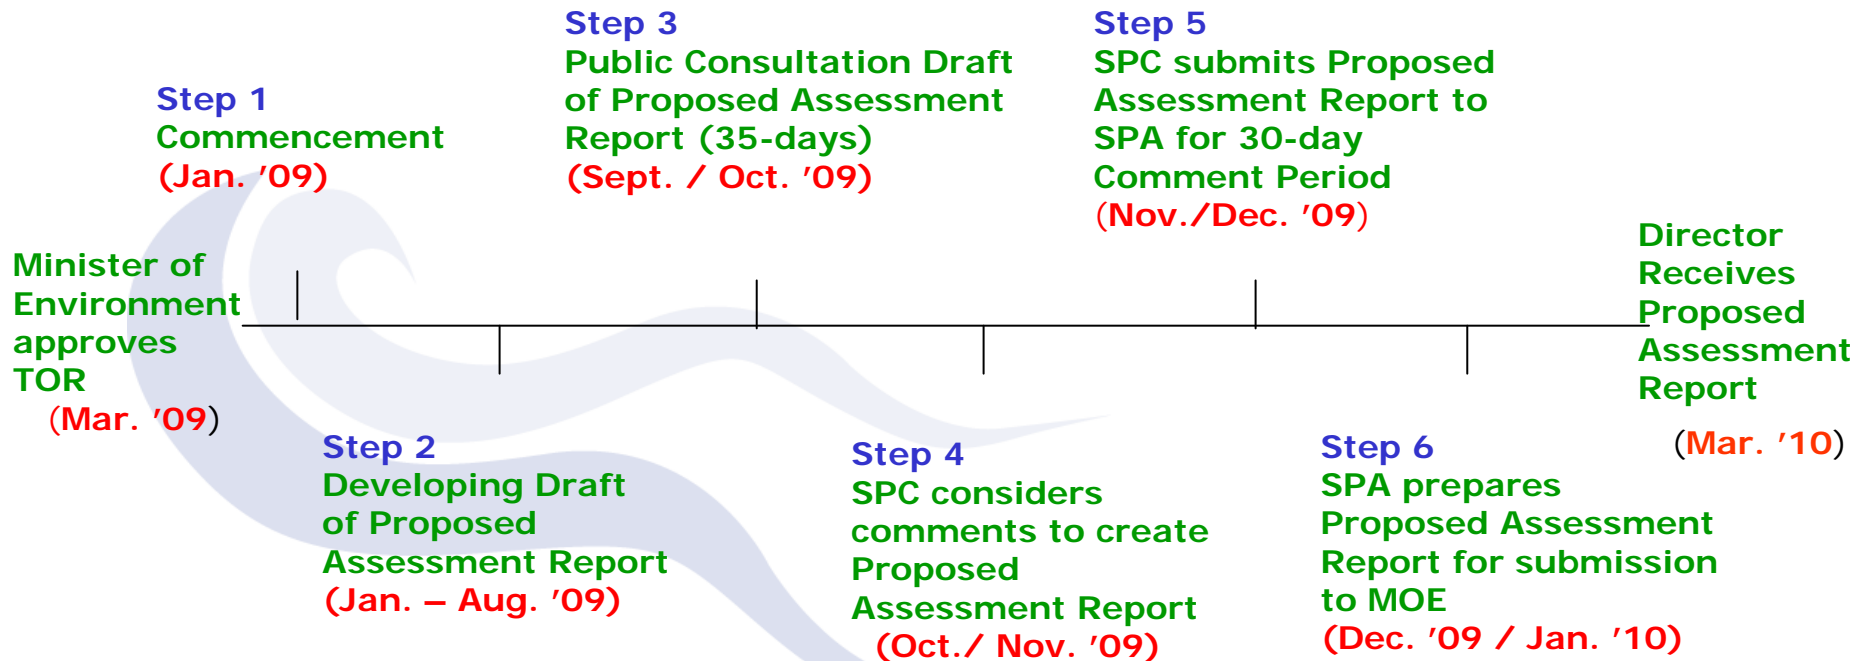 Minister of
Environment
approves
TOR
(Mar. ’09)
Step 1
Commencement
(Jan. ’09)
Step 2
Developing Draft
of Proposed
Assessment Report
(Jan. – Aug. ’09)
Step 3
Public Consultation Draft
of Proposed Assessment
Report (35-days)
(Sept. / Oct. ’09)
Step 4
SPC considers
comments to create
Proposed
Assessment Report
(Oct./ Nov. ’09)
Step 5
SPC submits Proposed
Assessment Report to
SPA for 30-day
Comment Period
(Nov./Dec. ’09)
Step 6
SPA prepares
Proposed Assessment
Report for submission
to MOE
(Dec. ’09 / Jan. ’10)
Director
Receives
Proposed
Assessment
Report
(Mar. ’10)